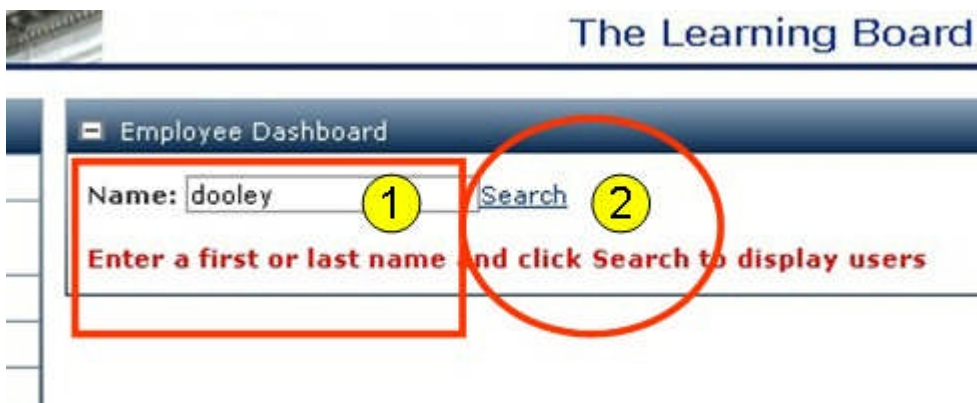 The Learning Board
Employee Dashboard
Name: dooley 1 Search 2
Enter a first or last name and click Search to display users